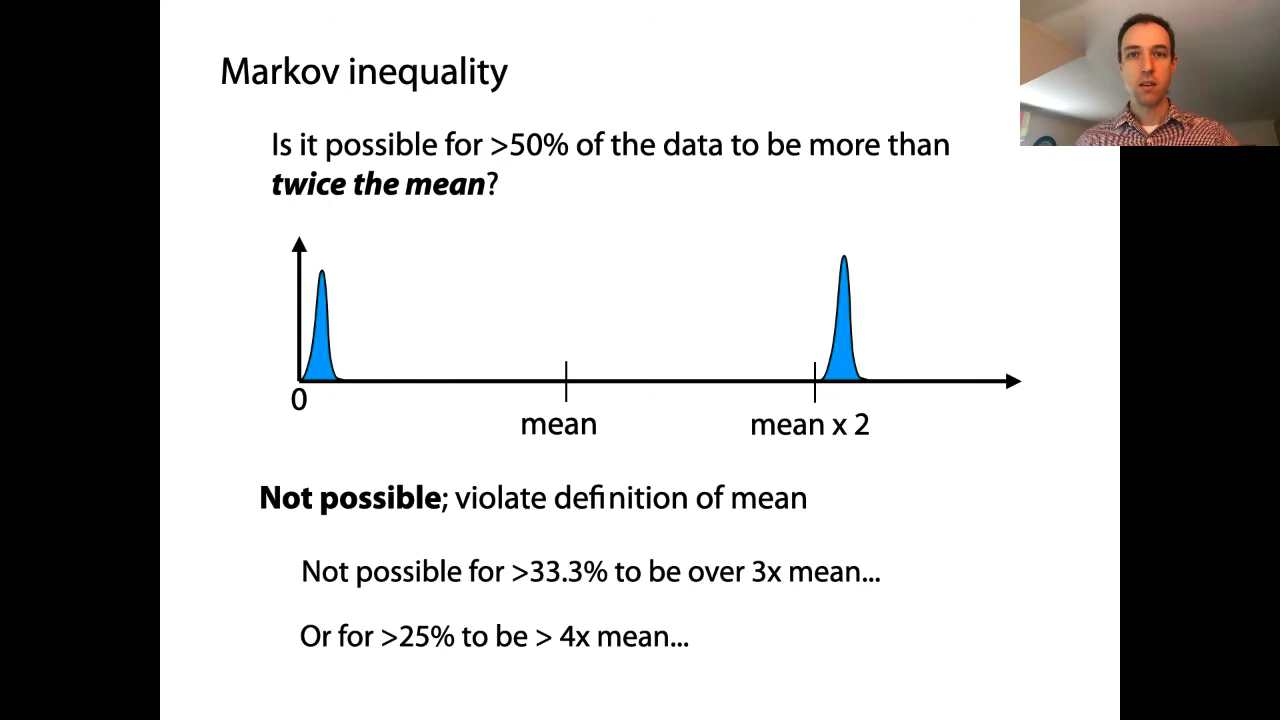 Markov inequality
Is it possible for >50% of the data to be more than
twice the mean?
0
mean
mean x 2
Not possible; violate definition of mean
Not possible for >33.3% to be over 3x mean...
Or for >25% to be > 4x mean...